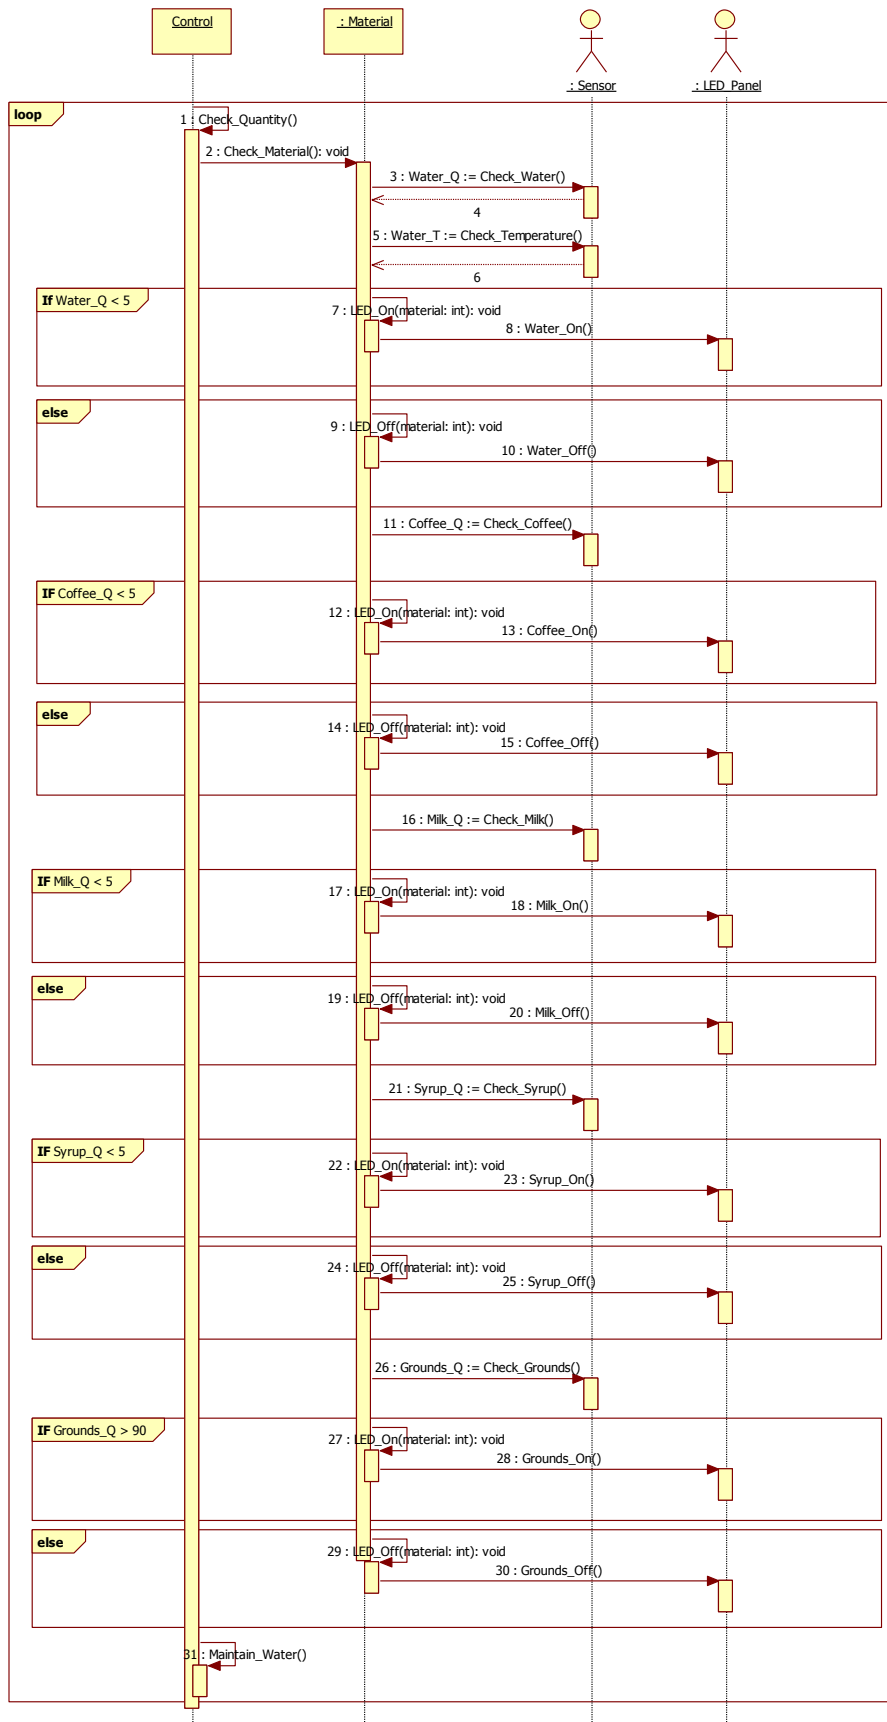 Control
: Material
: Sensor
: LED_Panel
loop
1 : Check_Quantity()
2 : Check_Material(): void
3 : Water_Q := Check_Water()
4
5 : Water_T := Check_Temperature()
6
If Water_Q < 5
7 : LED_On(material: int): void
8 : Water_On()
else
9 : LED_Off(material: int): void
10 : Water_Off()
11 : Coffee_Q := Check_Coffee()
IF Coffee_Q < 5
12 : LED_On(material: int): void
13 : Coffee_On()
else
14 : LED_Off(material: int): void
15 : Coffee_Off()
16 : Milk_Q := Check_Milk()
IF Milk_Q < 5
17 : LED_On(material: int): void
18 : Milk_On()
else
19 : LED_Off(material: int): void
20 : Milk_Off()
21 : Syrup_Q := Check_Syrup()
IF Syrup_Q < 5
22 : LED_On(material: int): void
23 : Syrup_On()
else
24 : LED_Off(material: int): void
25 : Syrup_Off()
26 : Grounds_Q := Check_Grounds()
IF Grounds_Q > 90
27 : LED_On(material: int): void
28 : Grounds_On()
else
29 : LED_Off(material: int): void
30 : Grounds_Off()
31 : Maintain_Water()